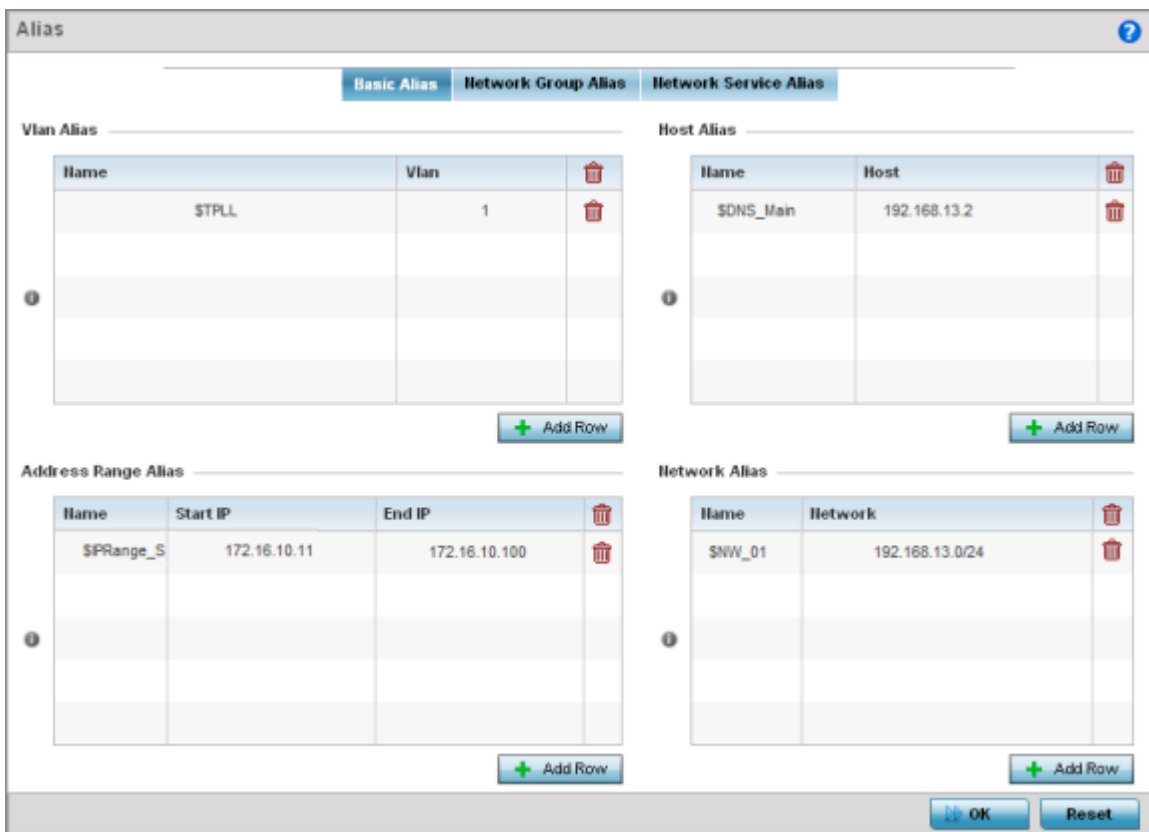 Alias
Basic Alias Network Group Alias Network Service Alias
Vlan Alias
Name Vlan
$TPLL 1
Add Row
Host Alias
Name Host
$DNS_Main 192.168.13.2
Add Row
Address Range Alias
Name Start IP End IP
$IPRange_S 172.16.10.11 172.16.10.100
Add Row
Network Alias
Name Network
$NW_01 192.168.13.0/24
Add Row
OK Reset